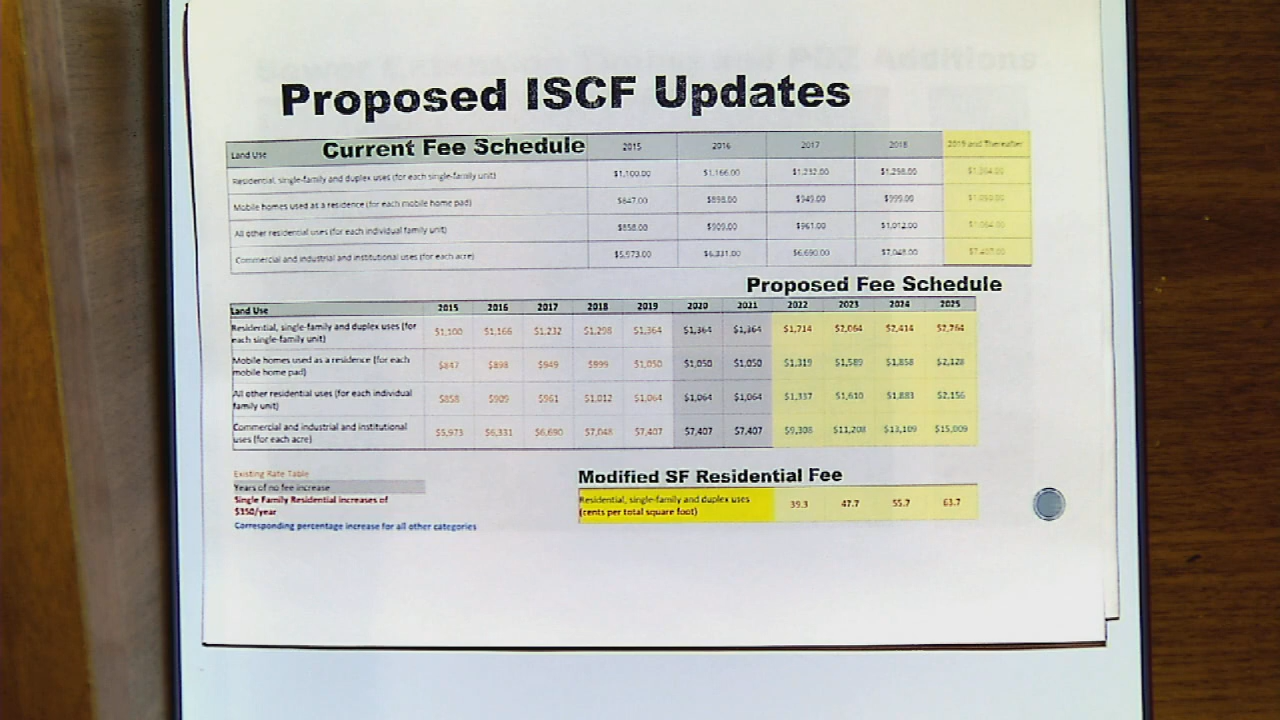 Proposed ISCF Updates
Land Use Current Fee Schedule 2015 2016 2017 2018 2019 and Thereafter
Residential, single-family and duplex uses (for each single-family unit) $1,100.00 $1,166.00 $1,232.00 $1,298.00 $1,364.00
Mobile homes used as a residence (for each mobile home pad) $847.00 $898.00 $949.00 $999.00 $1,050.00
All other residential uses (for each individual family unit) $858.00 $909.00 $961.00 $1,012.00 $1,064.00
Commercial and industrial and institutional uses (for each acre) $5,973.00 $6,331.00 $6,690.00 $7,048.00 $7,407.00
Proposed Fee Schedule
Land Use 2015 2016 2017 2018 2019 2020 2021 2022 2023 2024 2025
Residential, single-family and duplex uses (for
each single-family unit) $1,100 $1,166 $1,232 $1,298 $1,364 $1,364 $1,364 $1,714 $2,064 $2,414 $2,764
Mobile homes used as a residence (for each
mobile home pad) $847 $898 $949 $999 $1,050 $1,050 $1,050 $1,319 $1,589 $1,858 $2,128
All other residential uses (for each individual
family unit) $858 $909 $961 $1,012 $1,064 $1,064 $1,064 $1,337 $1,610 $1,883 $2,156
Commercial and industrial and institutional
uses (for each acre) $5,973 $6,331 $6,690 $7,048 $7,407 $7,407 $7,407 $9,308 $11,208 $13,109 $15,009
Existing Rate Table
Years of no fee increase
Single Family Residential increases of
$350/year
Corresponding percentage increase for all other categories
Modified SF Residential Fee
Residential, single-family and duplex uses
(cents per total square foot) 39.3 47.7 55.7 63.7